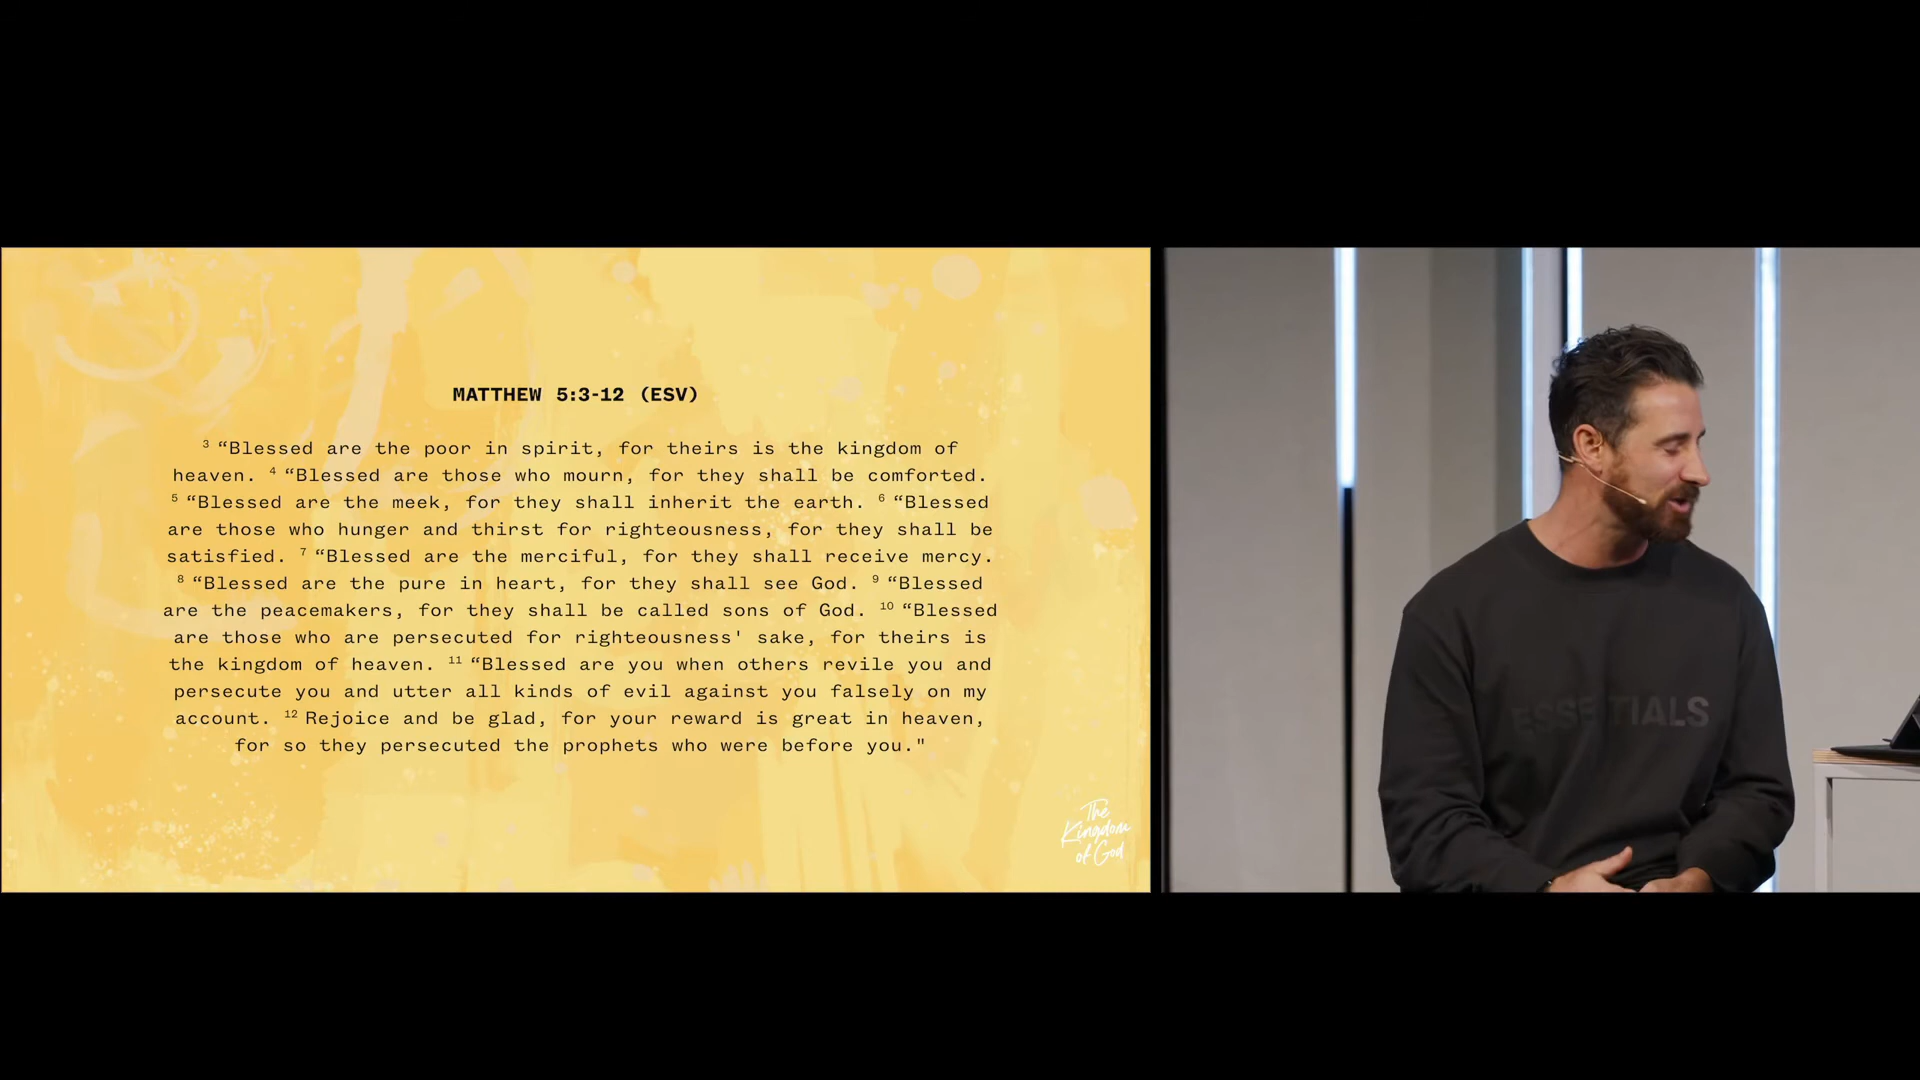 MATTHEW 5:3-12 (ESV)
3 “Blessed are the poor in spirit, for theirs is the kingdom of
heaven. 4 “Blessed are those who mourn, for they shall be comforted.
5 “Blessed are the meek, for they shall inherit the earth. 6 “Blessed
are those who hunger and thirst for righteousness, for they shall be
satisfied. 7 “Blessed are the merciful, for they shall receive mercy.
8 “Blessed are the pure in heart, for they shall see God. 9 “Blessed
are the peacemakers, for they shall be called sons of God. 10 “Blessed
are those who are persecuted for righteousness' sake, for theirs is
the kingdom of heaven. 11 “Blessed are you when others revile you and
persecute you and utter all kinds of evil against you falsely on my
account. 12 Rejoice and be glad, for your reward is great in heaven,
for so they persecuted the prophets who were before you."
The
Kingdom
of God
ESSENTIALS